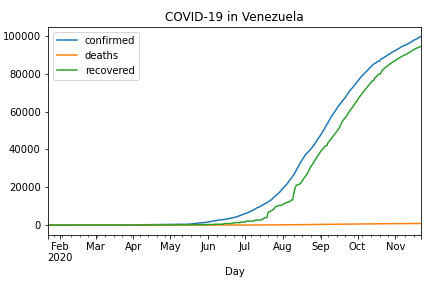 COVID-19 in Venezuela
confirmed
deaths
recovered
100000
80000
60000
40000
20000
0
Feb Mar Apr May Jun Jul Aug Sep Oct Nov
2020
Day